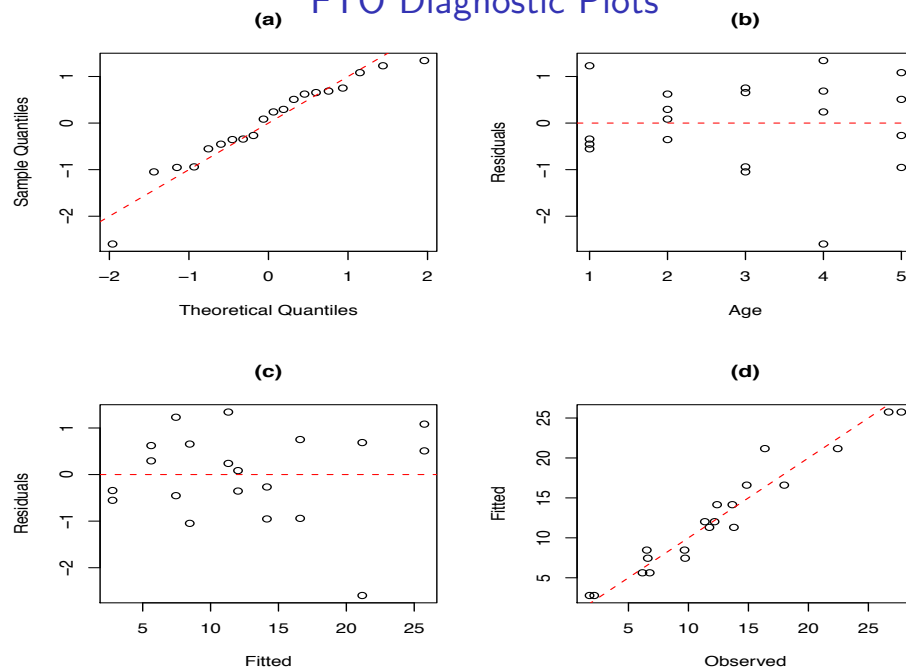 FTO Diagnostic Plots
(a)
1
0
-1
-2
Sample Quantiles
-2 -1 0 1 2
Theoretical Quantiles
(b)
1
0
-1
-2
Residuals
1 2 3 4 5
Age
(c)
1
0
-1
-2
Residuals
5 10 15 20 25
Fitted
(d)
25
20
15
10
5
Fitted
5 10 15 20 25
Observed